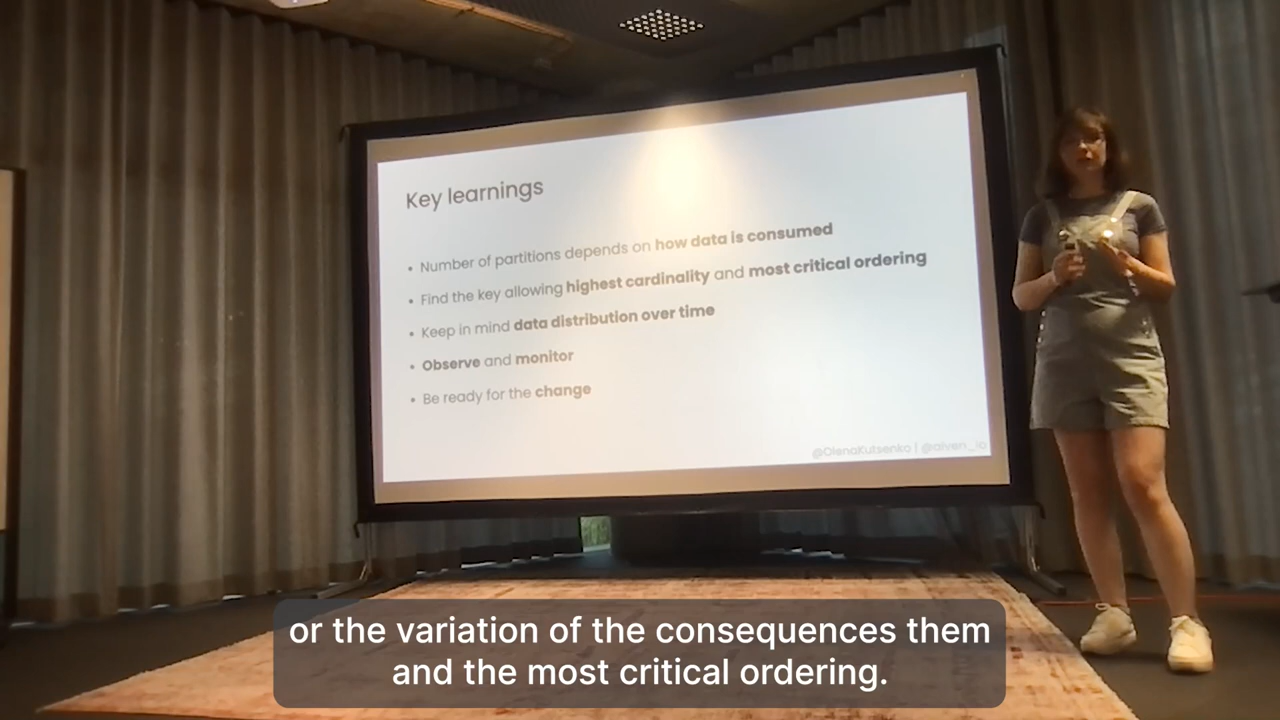 Key learnings
• Number of partitions depends on how data is consumed
• Find the key allowing highest cardinality and most critical ordering
• Keep in mind data distribution over time
• Observe and monitor
• Be ready for the change
@OlenaKutsenko | @aiven_io
or the variation of the consequences them
and the most critical ordering.